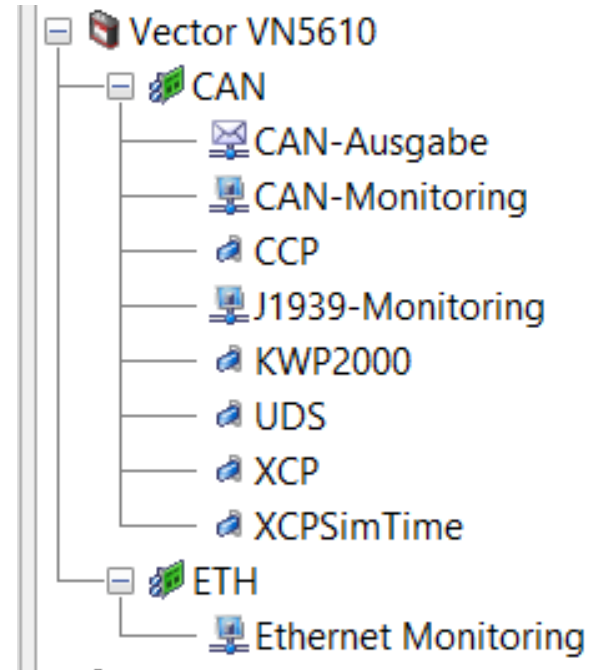 Vector VN5610
CAN
CAN-Ausgabe
CAN-Monitoring
CCP
J1939-Monitoring
KWP2000
UDS
XCP
XCPSimTime
ETH
Ethernet Monitoring